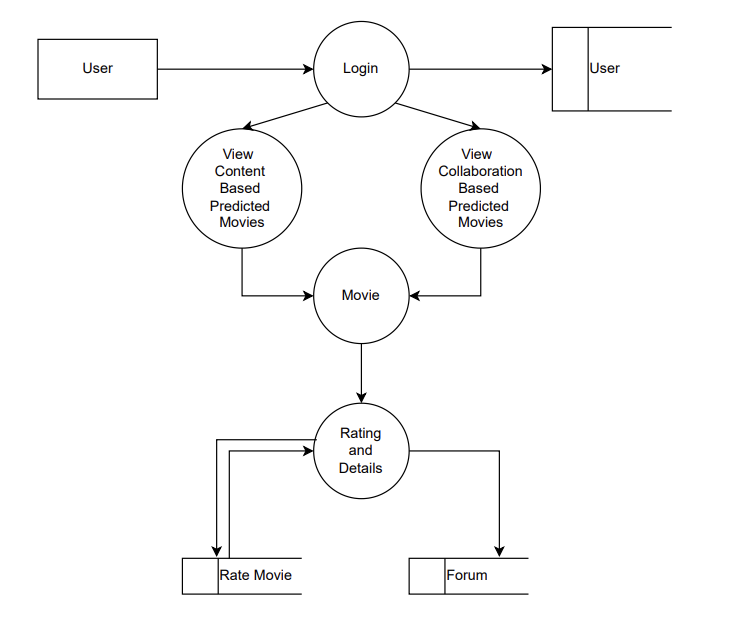 User
Login
User
View
Content
Based
Predicted
Movies
View
Collaboration
Based
Predicted
Movies
Movie
Rating
and
Details
Rate Movie
Forum